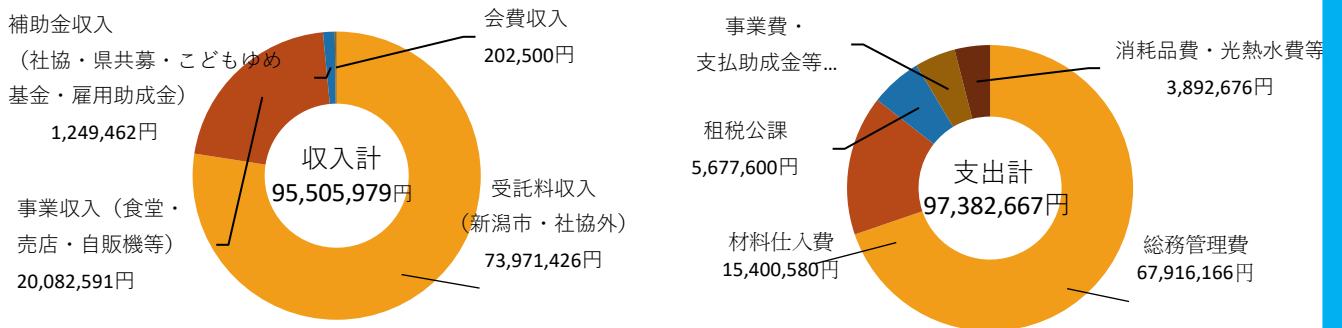 補助金収入
（社協・県共募・こどもゆめ
基金・雇用助成金）
1,249,462円
会費収入
202,500円
収入計
95,505,979円
事業収入（食堂・
売店・自販機等）
20,082,591円
受託料収入
（新潟市・社協外）
73,971,426円
事業費・
支払助成金等...
消耗品費・光熱水費等
3,892,676円
租税公課
5,677,600円
支出計
97,382,667円
材料仕入費
15,400,580円
総務管理費
67,916,166円